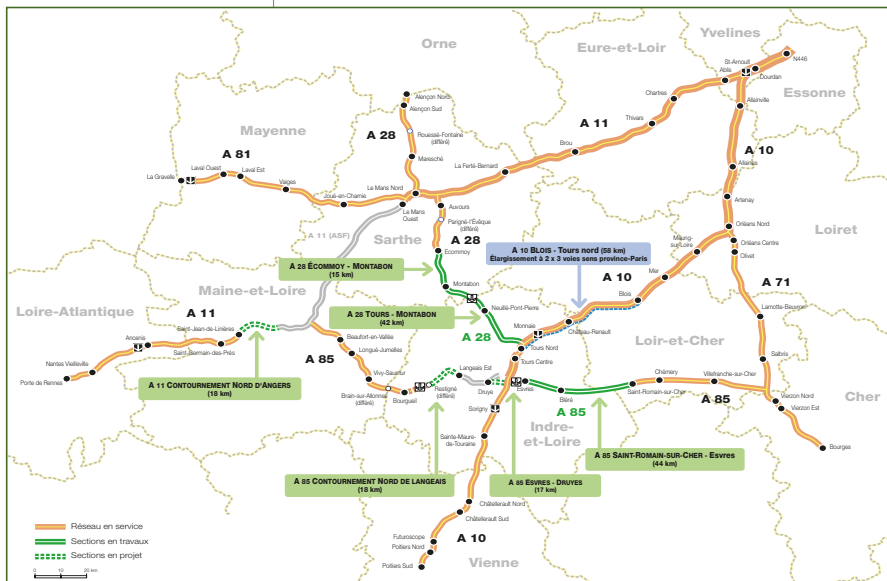 Orne
Eure-et-Loir
Yvelines
N446
St-Arnoult
Dourdan
Ablis
Essonne
Alençon Nord
Alençon Sud
Chartres
Allainville
Mayenne
A 28
Rouessé-Fontaine
(différé)
Thivars
A 11
A 10
A 81
Brou
Maresché
La Ferté-Bernard
Allaines
Laval Ouest
Laval Est
La Gravelle
Vaiges
Joué-en-Charnie
Le Mans Nord
Artenay
Auvours
Le Mans
Ouest
Parigné-l'Évêque
(différé)
Orléans Nord
A 11 (ASF)
Sarthe
A 28
Ecommoy
A 10 BLOIS - Tours nord (58 km)
Élargissement à 2 x 3 voies sens province-Paris
Meung-
sur-Loire
Orléans Centre
Olivet
Loiret
A 28 ÉCOMMOY - MONTABON
(15 km)
Mer
A 10
A 71
Montabon
Maine-et-Loire
Blois
Loire-Atlantique
A 11
Neuillé-Pont-Pierre
Lamotte-Beuvron
A 28 TOURS - MONTABON
(42 km)
Château-Renault
Saint-Jean-de-Linières
Monnaie
A 28
Ancenis
Saint-Germain-des-Prés
Beaufort-en-Vallée
Loir-et-Cher
Tours Nord
Longué-Jumelles
Tours Centre
Salbris
A 85
Nantes Vieilleville
Langeais Est
Porte de Rennes
Vivy-Saumur
Chémery
Villefranche-sur-Cher
A 11 CONTOURNEMENT NORD D'ANGERS
(18 km)
Restigné
(différé)
Druye
Esvres
Bléré
Saint-Romain-sur-Cher
Brain-sur-Allonnes
(différé)
Bourgueil
A 85
A 85
Vierzon Nord
Vierzon Est
Cher
Sorigny
Indre-
et-Loire
Sainte-Maure-
de-Touraine
Bourges
A 85 CONTOURNEMENT NORD DE LANGEAIS
(18 km)
A 85 ESVRES - DRUYES
(17 km)
A 85 SAINT-ROMAIN-SUR-CHER - Esvres
(44 km)
Châtellerault Nord
Châtellerault Sud
Réseau en service
Sections en travaux
Sections en projet
Futuroscope
Poitiers Nord
A 10
Vienne
Poitiers Sud
0 10 20 km